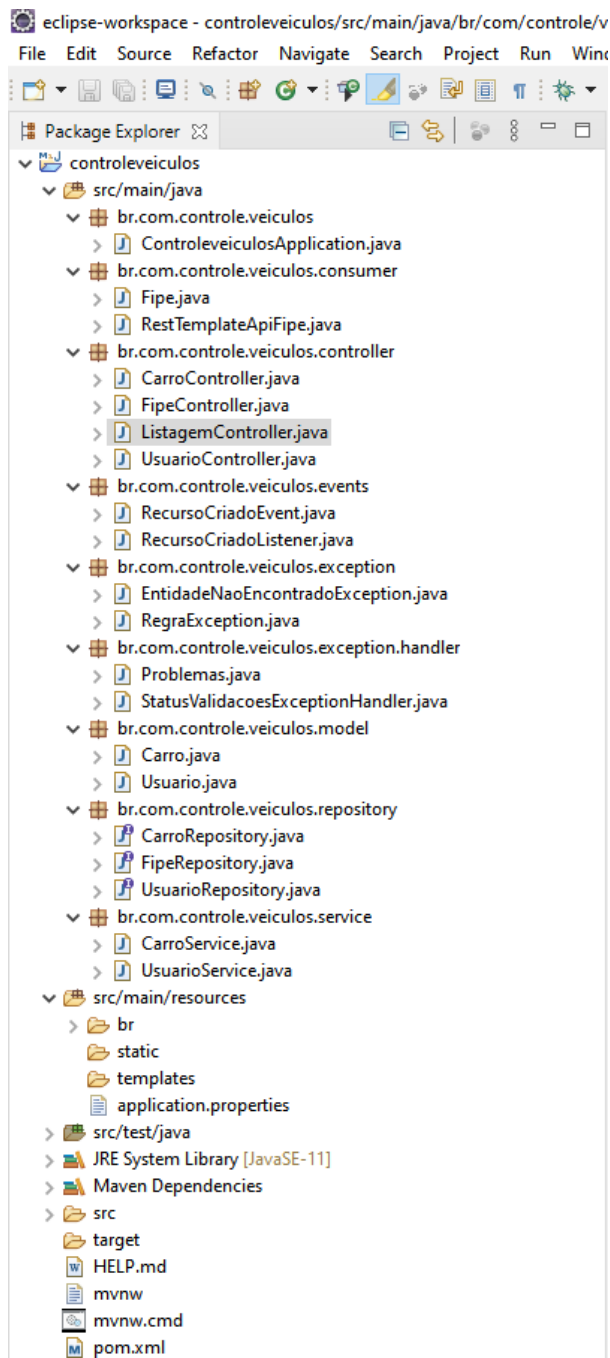 eclipse-workspace - controleveiculos/src/main/java/br/com/controle/v
File Edit Source Refactor Navigate Search Project Run Wind
Package Explorer
controleveiculos
src/main/java
br.com.controle.veiculos
ControleveiculosApplication.java
br.com.controle.veiculos.consumer
Fipe.java
RestTemplateApiFipe.java
br.com.controle.veiculos.controller
CarroController.java
FipeController.java
ListagemController.java
UsuarioController.java
br.com.controle.veiculos.events
RecursoCriadoEvent.java
RecursoCriadoListener.java
br.com.controle.veiculos.exception
EntidadeNaoEncontradoException.java
RegraException.java
br.com.controle.veiculos.exception.handler
Problemas.java
StatusValidacoesExceptionHandler.java
br.com.controle.veiculos.model
Carro.java
Usuario.java
br.com.controle.veiculos.repository
CarroRepository.java
FipeRepository.java
UsuarioRepository.java
br.com.controle.veiculos.service
CarroService.java
UsuarioService.java
src/main/resources
br
static
templates
application.properties
src/test/java
JRE System Library [JavaSE-11]
Maven Dependencies
src
target
HELP.md
mvnw
mvnw.cmd
pom.xml